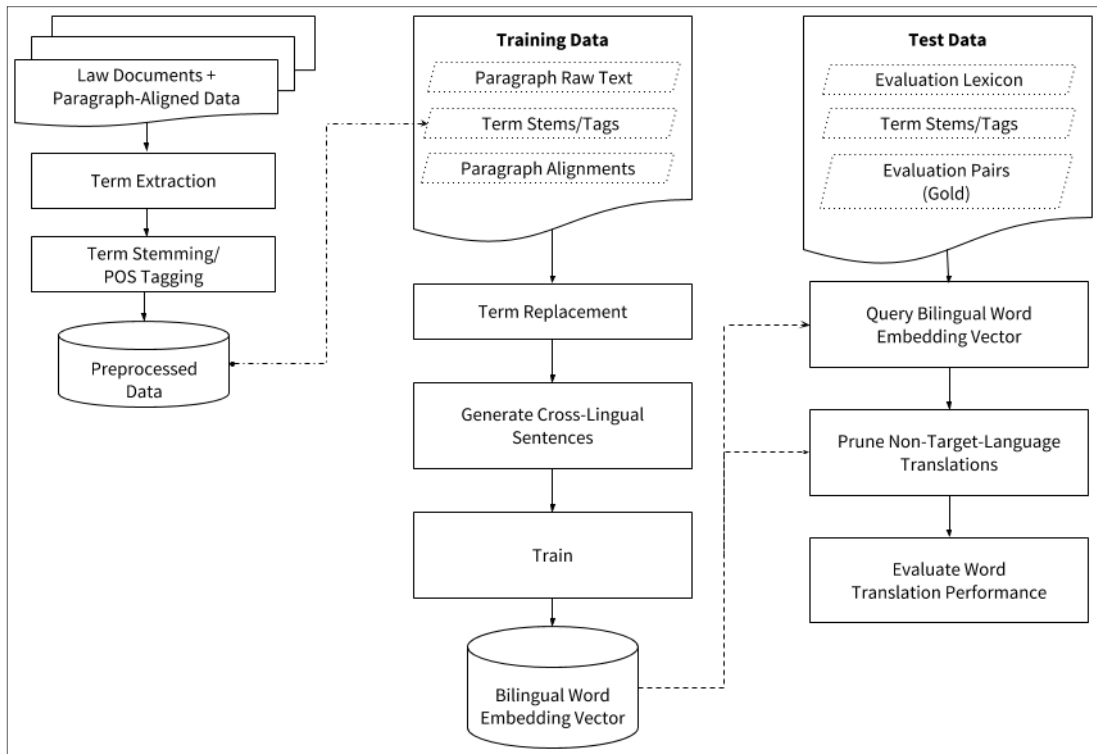 Law Documents +
Paragraph-Aligned Data
Term Extraction
Term Stemming/
POS Tagging
Preprocessed
Data
Training Data
Paragraph Raw Text
Term Stems/Tags
Paragraph Alignments
Term Replacement
Generate Cross-Lingual
Sentences
Train
Bilingual Word
Embedding Vector
Test Data
Evaluation Lexicon
Term Stems/Tags
Evaluation Pairs
(Gold)
Query Bilingual Word
Embedding Vector
Prune Non-Target-Language
Translations
Evaluate Word
Translation Performance